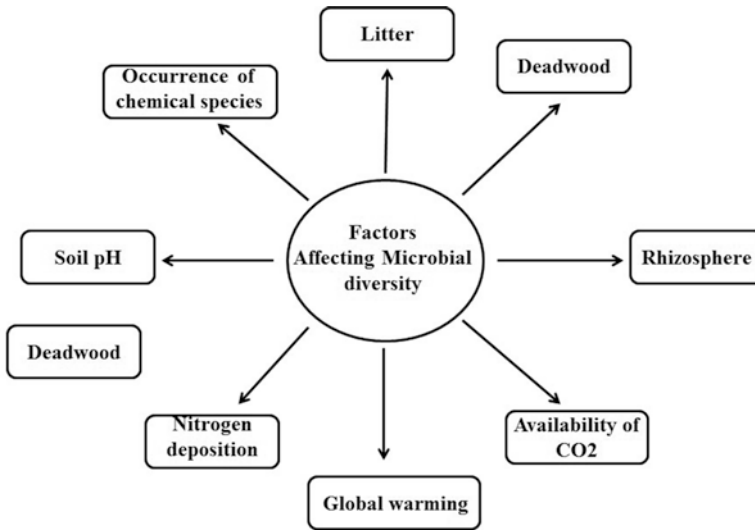 Litter
Deadwood
Occurrence of
chemical species
Factors
Affecting Microbial
diversity
Soil pH
Rhizosphere
Deadwood
Nitrogen
deposition
Availability of
CO2
Global warming